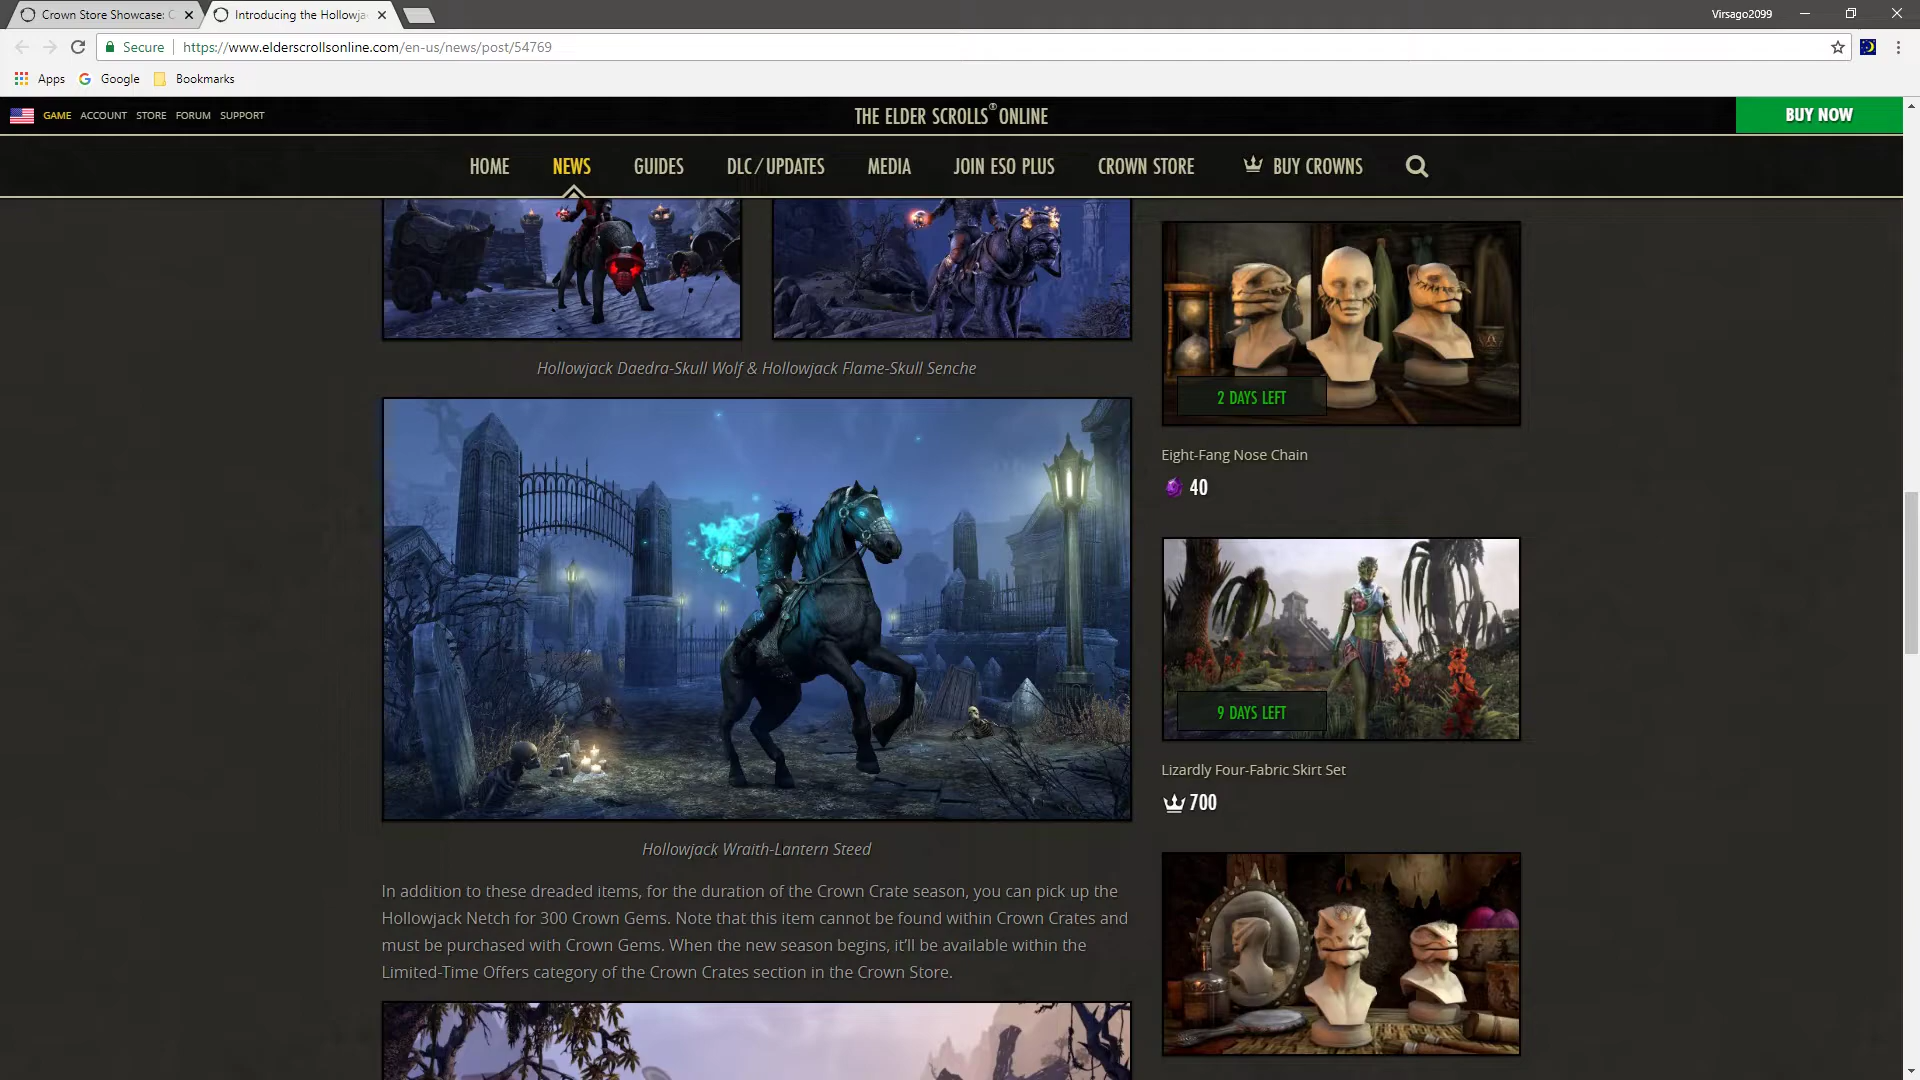 Crown Store Showcase: C
Introducing the Hollowja
Virsago2099
Secure
https://www.elderscrollsonline.com/en-us/news/post/54769
Apps
Google
Bookmarks
GAME ACCOUNT STORE FORUM SUPPORT
THE ELDER SCROLLS® ONLINE
BUY NOW
HOME NEWS GUIDES DLC / UPDATES MEDIA JOIN ESO PLUS CROWN STORE BUY CROWNS
Hollowjack Daedra-Skull Wolf & Hollowjack Flame-Skull Senche
Hollowjack Wraith-Lantern Steed
In addition to these dreaded items, for the duration of the Crown Crate season, you can pick up the
Hollowjack Netch for 300 Crown Gems. Note that this item cannot be found within Crown Crates and
must be purchased with Crown Gems. When the new season begins, it'll be available within the
Limited-Time Offers category of the Crown Crates section in the Crown Store.
2 DAYS LEFT
Eight-Fang Nose Chain
40
9 DAYS LEFT
Lizardly Four-Fabric Skirt Set
700